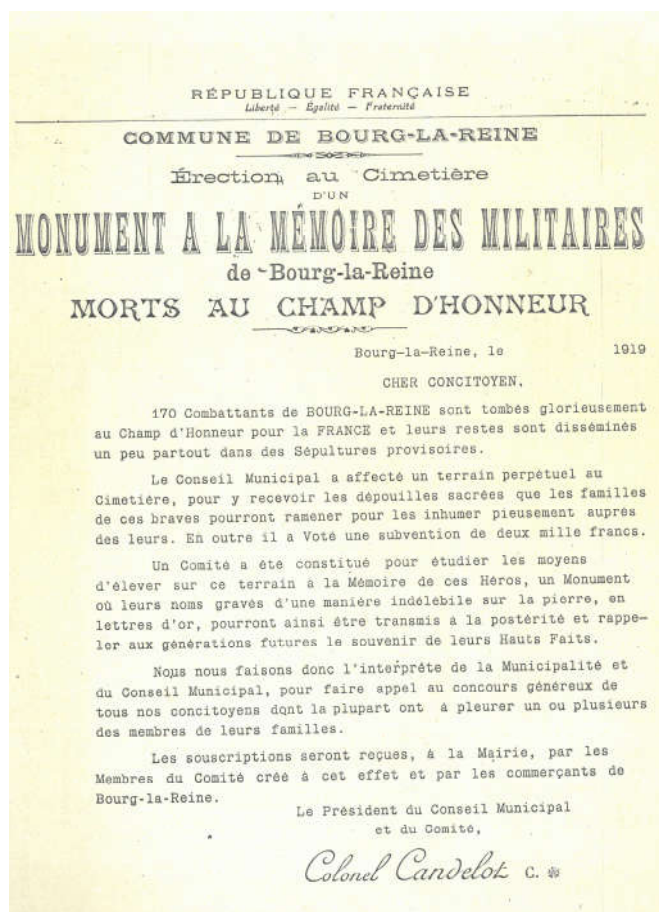 RÉPUBLIQUE FRANÇAISE
Liberté — Égalité — Fraternité
COMMUNE DE BOURG-LA-REINE
Érection au Cimetière
D'UN
MONUMENT A LA MÉMOIRE DES MILITAIRES
de Bourg-la-Reine
MORTS AU CHAMP D'HONNEUR
Bourg-la-Reine, le 1919
CHER CONCITOYEN,
170 Combattants de BOURG-LA-REINE sont tombés glorieusement
au Champ d'Honneur pour la FRANCE et leurs restes sont disséminés
un peu partout dans des Sépultures provisoires.
Le Conseil Municipal a affecté un terrain perpétuel au
Cimetière, pour y recevoir les dépouilles sacrées que les familles
de ces braves pourront ramener pour les inhumer pieusement auprès
des leurs. En outre il a Voté une subvention de deux mille francs.
Un Comité a été constitué pour étudier les moyens
d'élever sur ce terrain à la Mémoire de ces Héros, un Monument
où leurs noms gravés d'une manière indélébile sur la pierre, en
lettres d'or, pourront ainsi être transmis à la postérité et rappe-
ler aux générations futures le souvenir de leurs Hauts Faits.
Nous nous faisons donc l'interprète de la Municipalité et
du Conseil Municipal, pour faire appel au concours généreux de
tous nos concitoyens dont la plupart ont à pleurer un ou plusieurs
des membres de leurs familles.
Les souscriptions seront reçues, à la Mairie, par les
Membres du Comité créé à cet effet et par les commerçants de
Bourg-la-Reine.
Le Président du Conseil Municipal
et du Comité,
Colonel Candelot C. ❋